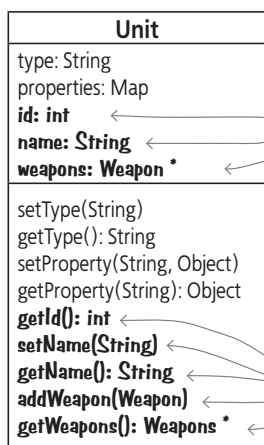 Unit
type: String
properties: Map
id: int
name: String
weapons: Weapon *
setType(String)
getType(): String
setProperty(String, Object)
getProperty(String): Object
getId(): int
setName(String)
getName(): String
addWeapon(Weapon)
getWeapons(): Weapons *